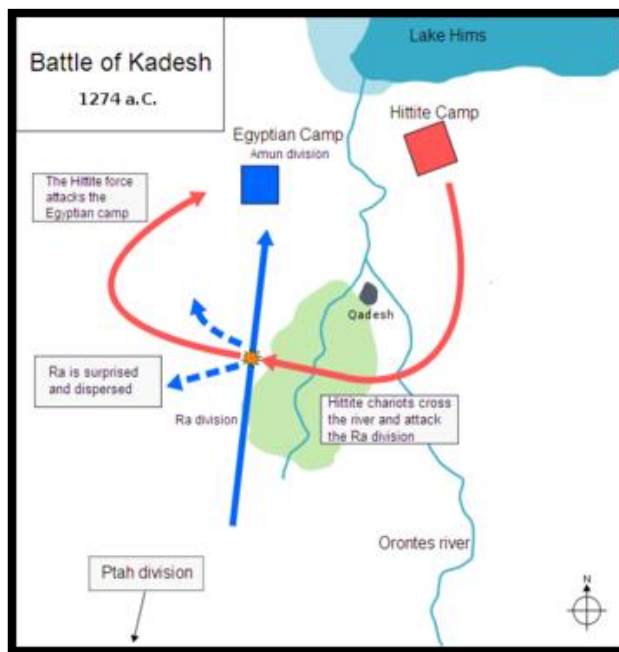 Battle of Kadesh
1274 a.C.
Lake Hims
Hittite Camp
Egyptian Camp
Amun division
The Hittite force
attacks the
Egyptian camp
Qadesh
Ra is surprised
and dispersed
Ra division
Hittite chariots cross
the river and attack
the Ra division
Orontes river
Ptah division
N